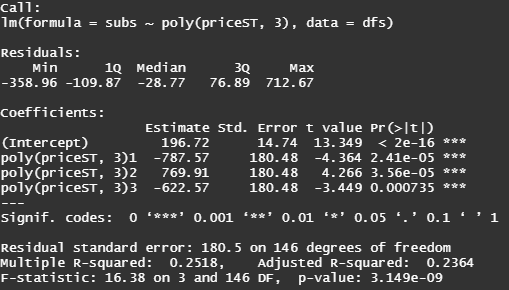 Call:
lm(formula = subs ~ poly(priceST, 3), data = dfs)
Residuals:
Min 1Q Median 3Q Max
-358.96 -109.87 -28.77 76.89 712.67
Coefficients:
Estimate Std. Error t value Pr(>|t|)
(Intercept) 196.72 14.74 13.349 < 2e-16 ***
poly(priceST, 3)1 -787.57 180.48 -4.364 2.41e-05 ***
poly(priceST, 3)2 769.91 180.48 4.266 3.56e-05 ***
poly(priceST, 3)3 -622.57 180.48 -3.449 0.000735 ***
---
Signif. codes: 0 ‘***’ 0.001 ‘**’ 0.01 ‘*’ 0.05 ‘.’ 0.1 ‘ ’ 1
Residual standard error: 180.5 on 146 degrees of freedom
Multiple R-squared: 0.2518, Adjusted R-squared: 0.2364
F-statistic: 16.38 on 3 and 146 DF, p-value: 3.149e-09